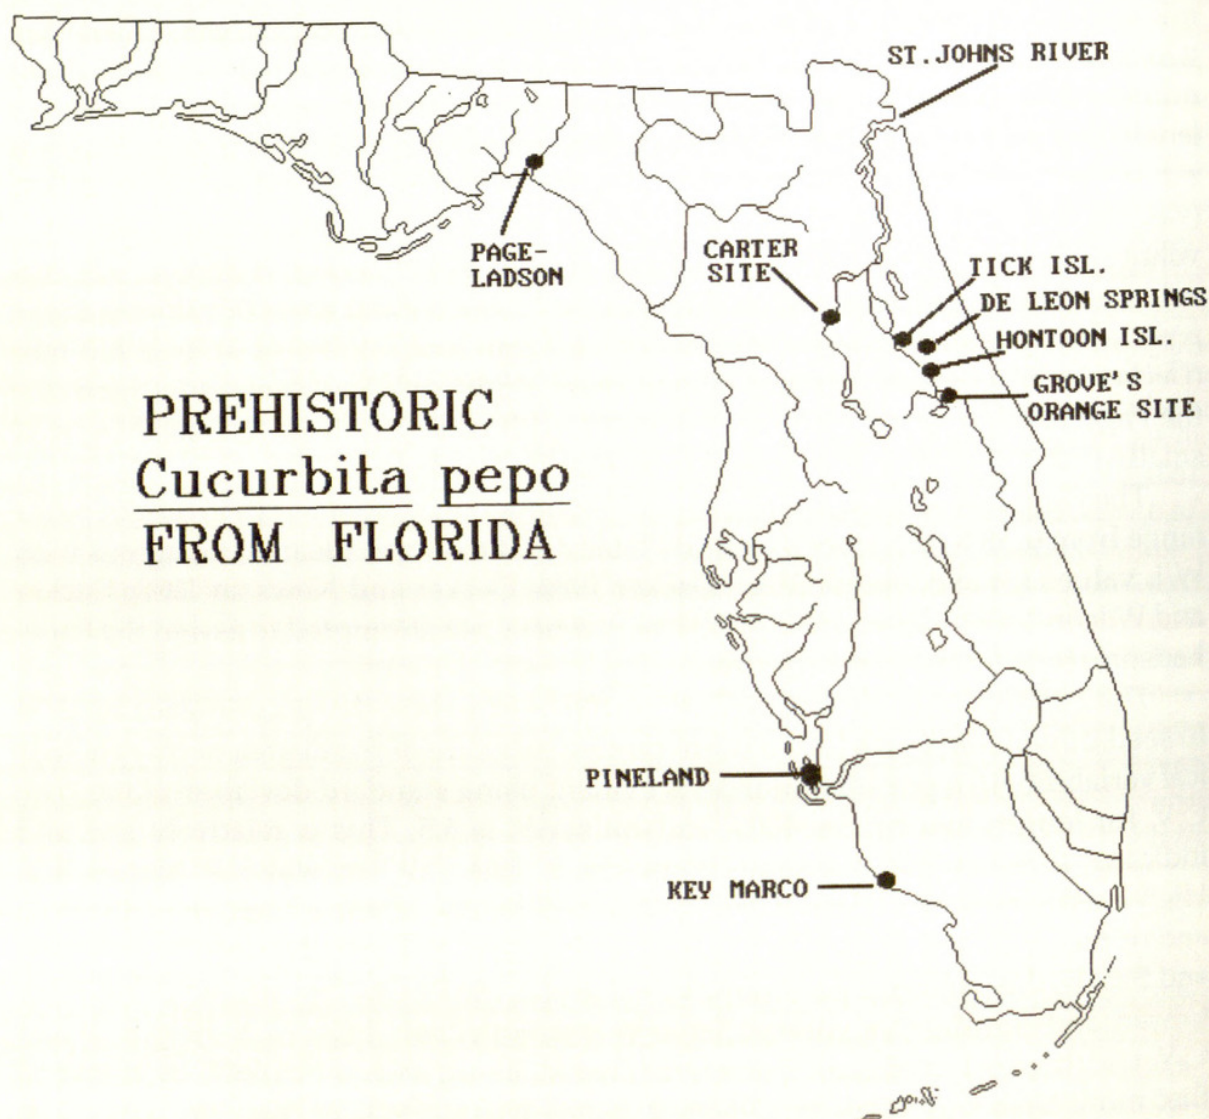 ST.JOHNS RIVER
PAGE-
LADSON
CARTER
SITE
TICK ISL.
DE LEON SPRINGS
HONTOON ISL.
GROVE'S
ORANGE SITE
PREHISTORIC
Cucurbita pepo
FROM FLORIDA
PINELAND
KEY MARCO